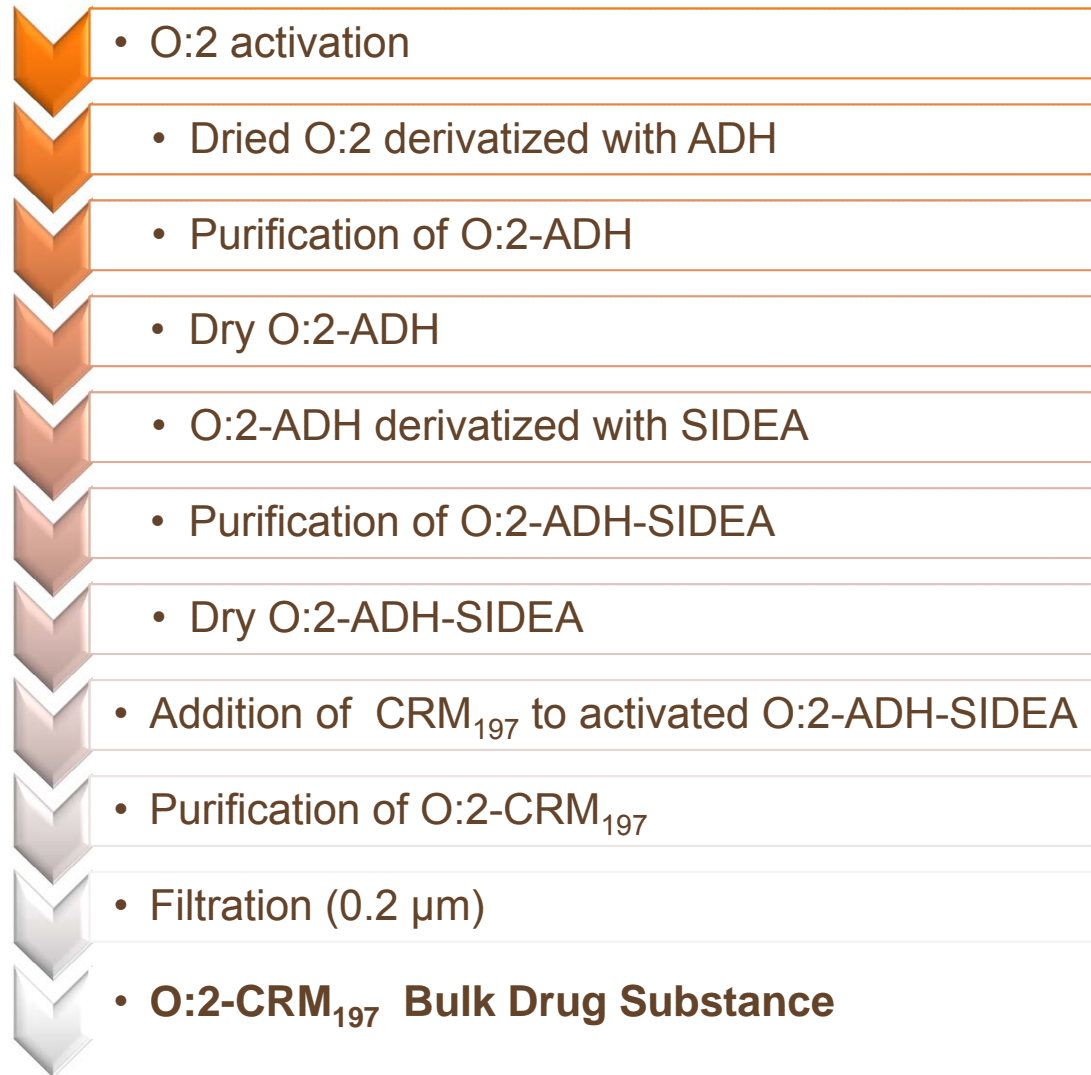 • O:2 activation
• Dried O:2 derivatized with ADH
• Purification of O:2-ADH
• Dry O:2-ADH
• O:2-ADH derivatized with SIDEA
• Purification of O:2-ADH-SIDEA
• Dry O:2-ADH-SIDEA
• Addition of CRM₁₉₇ to activated O:2-ADH-SIDEA
• Purification of O:2-CRM₁₉₇
• Filtration (0.2 µm)
• O:2-CRM₁₉₇ Bulk Drug Substance